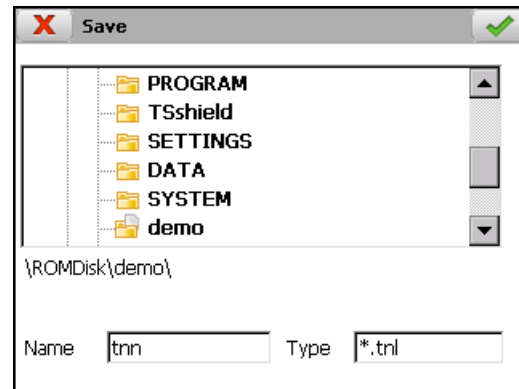 Save
PROGRAM
TSshield
SETTINGS
DATA
SYSTEM
demo
\ROMDisk\demo\
Name tnn Type *.tnl